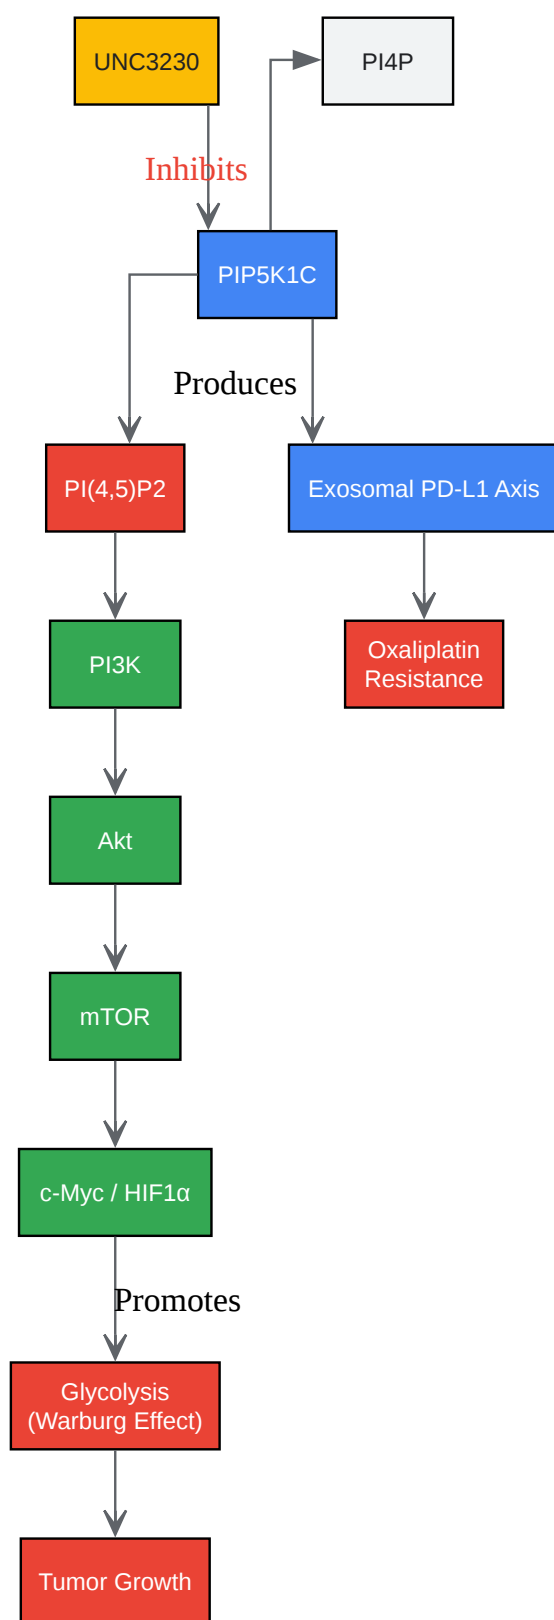 UNC3230
PI4P
Inhibits
PIP5K1C
Produces
PI(4,5)P2
Exosomal PD-L1 Axis
PI3K
Oxaliplatin
Resistance
Akt
mTOR
c-Myc / HIF1α
Promotes
Glycolysis
(Warburg Effect)
Tumor Growth